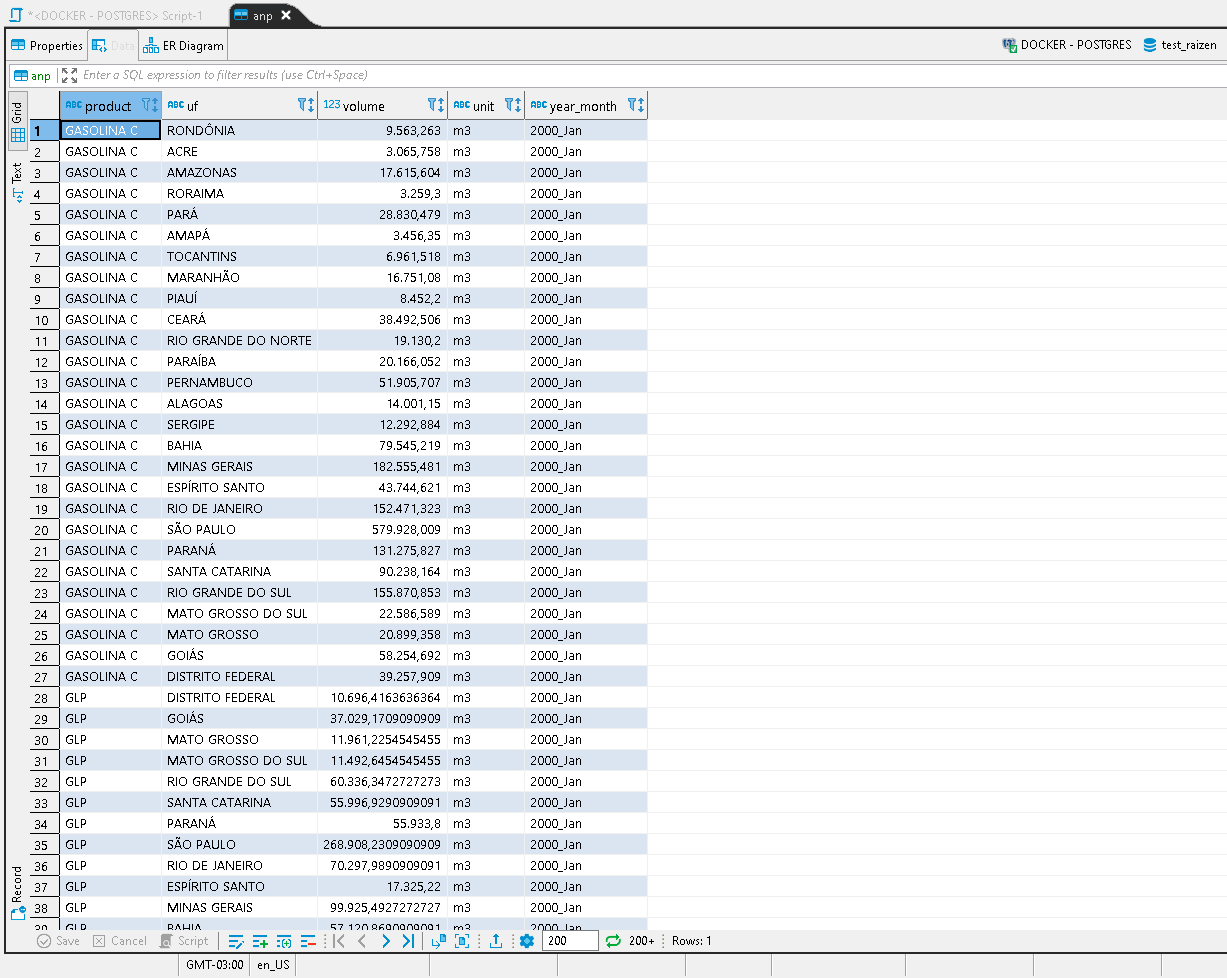 *<DOCKER - POSTGRES> Script-1 anp
Properties Data ER Diagram DOCKER - POSTGRES test_raizen
anp Enter a SQL expression to filter results (use Ctrl+Space)
Grid
Text
Record
ABC product ABC uf 123 volume ABC unit ABC year_month
1 GASOLINA C RONDÔNIA 9.563,263 m3 2000_Jan
2 GASOLINA C ACRE 3.065,758 m3 2000_Jan
3 GASOLINA C AMAZONAS 17.615,604 m3 2000_Jan
4 GASOLINA C RORAIMA 3.259,3 m3 2000_Jan
5 GASOLINA C PARÁ 28.830,479 m3 2000_Jan
6 GASOLINA C AMAPÁ 3.456,35 m3 2000_Jan
7 GASOLINA C TOCANTINS 6.961,518 m3 2000_Jan
8 GASOLINA C MARANHÃO 16.751,08 m3 2000_Jan
9 GASOLINA C PIAUÍ 8.452,2 m3 2000_Jan
10 GASOLINA C CEARÁ 38.492,506 m3 2000_Jan
11 GASOLINA C RIO GRANDE DO NORTE 19.130,2 m3 2000_Jan
12 GASOLINA C PARAÍBA 20.166,052 m3 2000_Jan
13 GASOLINA C PERNAMBUCO 51.905,707 m3 2000_Jan
14 GASOLINA C ALAGOAS 14.001,15 m3 2000_Jan
15 GASOLINA C SERGIPE 12.292,884 m3 2000_Jan
16 GASOLINA C BAHIA 79.545,219 m3 2000_Jan
17 GASOLINA C MINAS GERAIS 182.555,481 m3 2000_Jan
18 GASOLINA C ESPÍRITO SANTO 43.744,621 m3 2000_Jan
19 GASOLINA C RIO DE JANEIRO 152.471,323 m3 2000_Jan
20 GASOLINA C SÃO PAULO 579.928,009 m3 2000_Jan
21 GASOLINA C PARANÁ 131.275,827 m3 2000_Jan
22 GASOLINA C SANTA CATARINA 90.238,164 m3 2000_Jan
23 GASOLINA C RIO GRANDE DO SUL 155.870,853 m3 2000_Jan
24 GASOLINA C MATO GROSSO DO SUL 22.586,589 m3 2000_Jan
25 GASOLINA C MATO GROSSO 20.899,358 m3 2000_Jan
26 GASOLINA C GOIÁS 58.254,692 m3 2000_Jan
27 GASOLINA C DISTRITO FEDERAL 39.257,909 m3 2000_Jan
28 GLP DISTRITO FEDERAL 10.696,4163636364 m3 2000_Jan
29 GLP GOIÁS 37.029,1709090909 m3 2000_Jan
30 GLP MATO GROSSO 11.961,2254545455 m3 2000_Jan
31 GLP MATO GROSSO DO SUL 11.492,6454545455 m3 2000_Jan
32 GLP RIO GRANDE DO SUL 60.336,3472727273 m3 2000_Jan
33 GLP SANTA CATARINA 55.996,9290909091 m3 2000_Jan
34 GLP PARANÁ 55.933,8 m3 2000_Jan
35 GLP SÃO PAULO 268.908,2309090909 m3 2000_Jan
36 GLP RIO DE JANEIRO 70.297,9890909091 m3 2000_Jan
37 GLP ESPÍRITO SANTO 17.325,22 m3 2000_Jan
38 GLP MINAS GERAIS 99.925,4927272727 m3 2000_Jan
39 GLP BAHIA 57.120,8690909091 m3 2000_Jan
Save Cancel Script 200 200+ Rows: 1
GMT-03:00 en_US